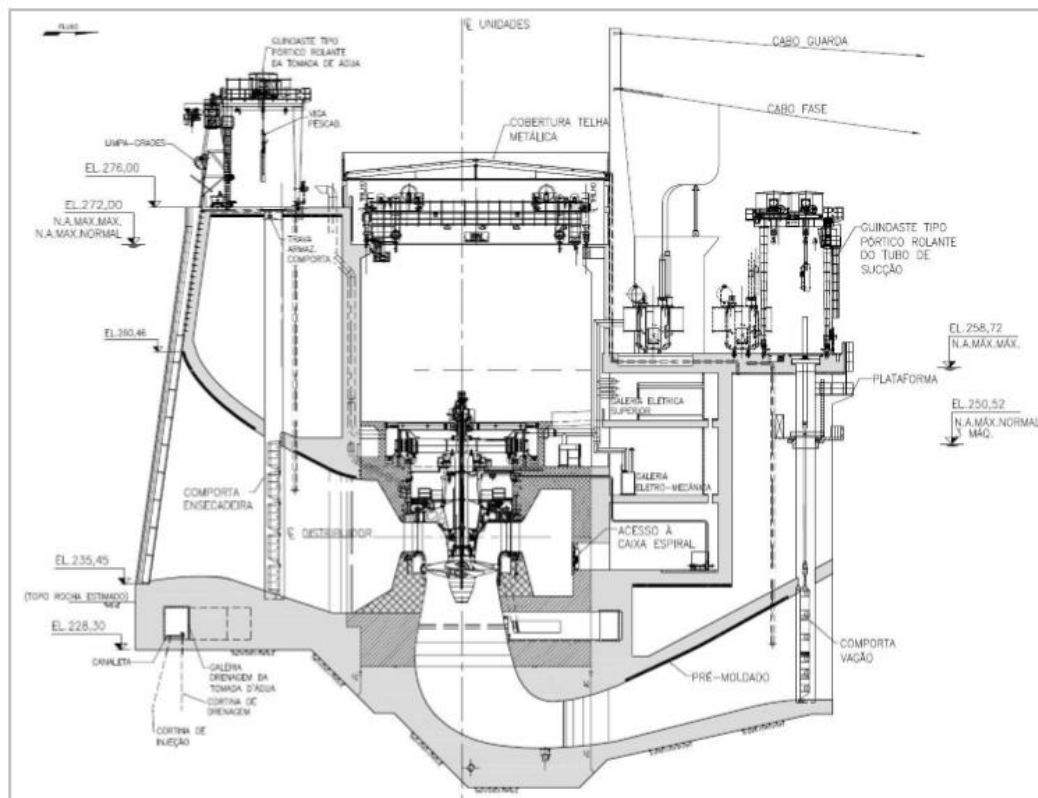 FLUXO
℄ UNIDADES
GUINDASTE TIPO
PÓRTICO ROLANTE
DA TOMADA DE ÁGUA
CABO GUARDA
CABO FASE
VIGA
PESCAD.
COBERTURA TELHA
METÁLICA
LIMPA-GRADES
EL.276,00
EL.272,00
N.A.MAX.MAX.
N.A.MAX.NORMAL
TRILHO
TRILHO
TRAVA
ARMAZ.
COMPORTA
GUINDASTE TIPO
PÓRTICO ROLANTE
DO TUBO DE
SUCÇÃO
EL.260,46
EL.258,72
N.A.MÁX.MÁX.
PLATAFORMA
GALERIA ELÉTRICA
SUPERIOR
EL.250,52
N.A.MÁX.NORMAL
3 MÁQ.
GALERIA
ELETRO-MECÂNICA
COMPORTA
ENSECADEIRA
℄ DISTRIBUIDOR
ACESSO À
CAIXA ESPIRAL
EL.235,45
(TOPO ROCHA ESTIMADO)
EL.228,30
CANALETA
GALERIA
DRENAGEM DA
TOMADA D'ÁGUA
CORTINA DE
DRENAGEM
CORTINA DE
INJEÇÃO
COMPORTA
VAGÃO
PRÉ-MOLDADO